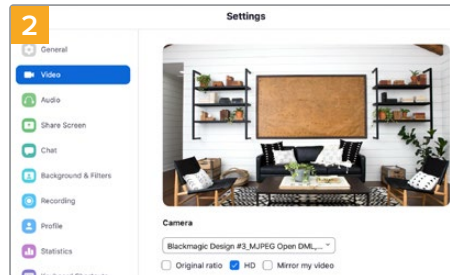 2
Settings
General
Video
Audio
Share Screen
Chat
Background & Filters
Recording
Profile
Statistics
Camera
Blackmagic Design #3_MJPEG Open DML,...
Original ratio HD Mirror my video